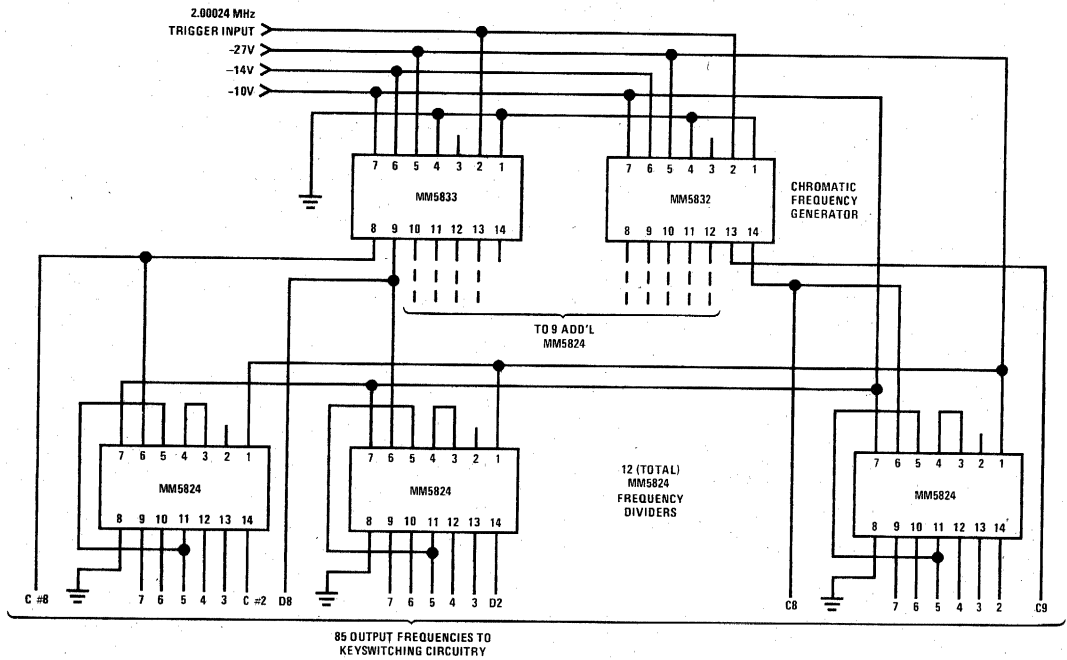 2.00024 MHz
TRIGGER INPUT
-27V
-14V
-10V
7 6 5 4 3 2 1
MM5833
8 9 10 11 12 13 14
7 6 5 4 3 2 1
MM5832
8 9 10 11 12 13 14
CHROMATIC
FREQUENCY
GENERATOR
TO 9 ADD'L
MM5824
7 6 5 4 3 2 1
MM5824
8 9 10 11 12 13 14
7 6 5 4 3 2 1
MM5824
8 9 10 11 12 13 14
12 (TOTAL)
MM5824
FREQUENCY
DIVIDERS
7 6 5 4 3 2 1
MM5824
8 9 10 11 12 13 14
C #8 7 6 5 4 3 C #2 D8 7 6 5 4 3 D2 C8 7 6 5 4 3 2 C9
85 OUTPUT FREQUENCIES TO
KEYSWITCHING CIRCUITRY